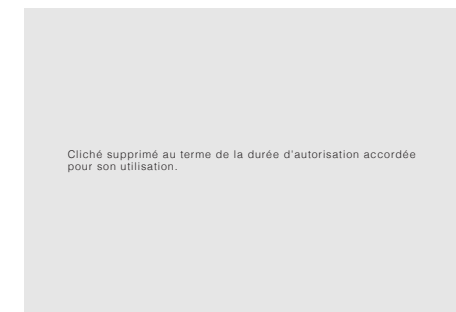 Cliché supprimé au terme de la durée d'autorisation accordée
pour son utilisation.